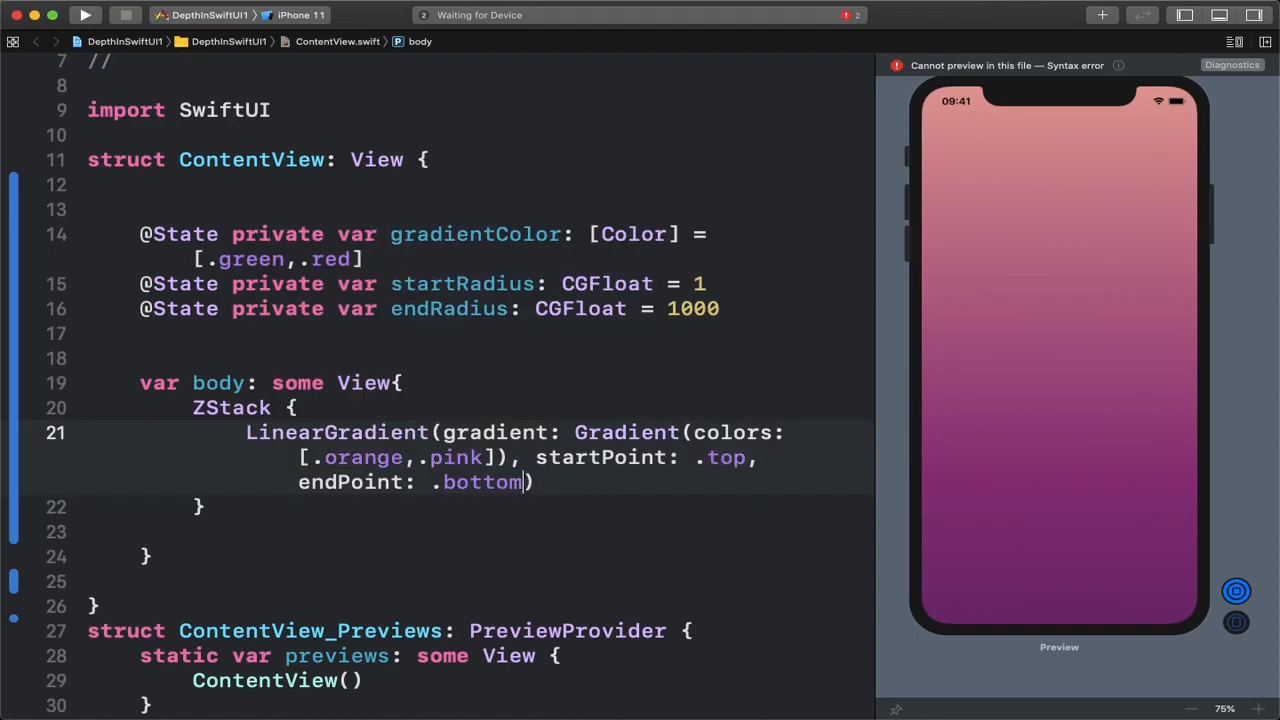 DepthInSwiftUI1 › iPhone 11
2 Waiting for Device
2
DepthInSwiftUI1 › DepthInSwiftUI1 › ContentView.swift › P body
7 //
8
9 import SwiftUI
10
11 struct ContentView: View {
12
13
14 @State private var gradientColor: [Color] =
[.green,.red]
15 @State private var startRadius: CGFloat = 1
16 @State private var endRadius: CGFloat = 1000
17
18
19 var body: some View{
20 ZStack {
21 LinearGradient(gradient: Gradient(colors:
[.orange,.pink]), startPoint: .top,
endPoint: .bottom)
22 }
23
24 }
25
26 }
27 struct ContentView_Previews: PreviewProvider {
28 static var previews: some View {
29 ContentView()
30 }
Cannot preview in this file — Syntax error
Diagnostics
09:41
Preview
75%